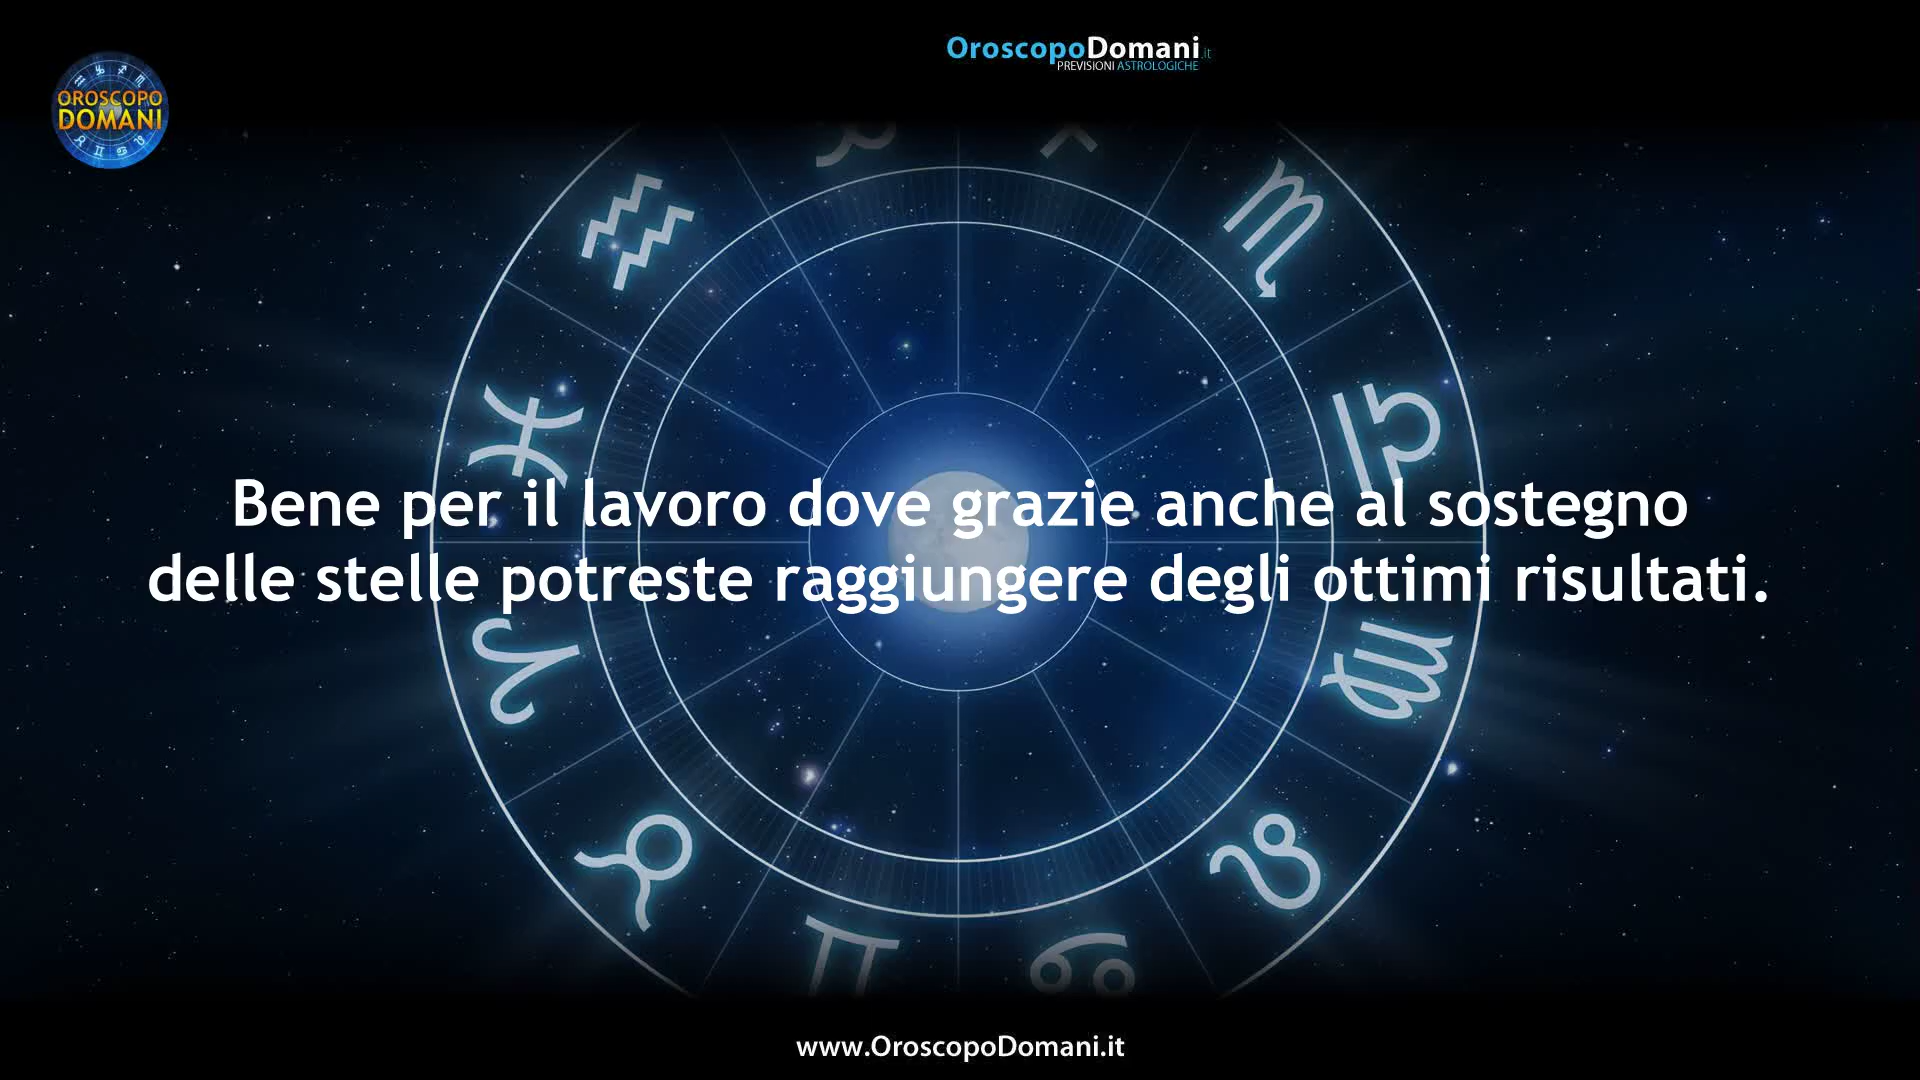 OroscopoDomani.it
PREVISIONI ASTROLOGICHE
OROSCOPO
DOMANI
Bene per il lavoro dove grazie anche al sostegno
delle stelle potreste raggiungere degli ottimi risultati.
www.OroscopoDomani.it